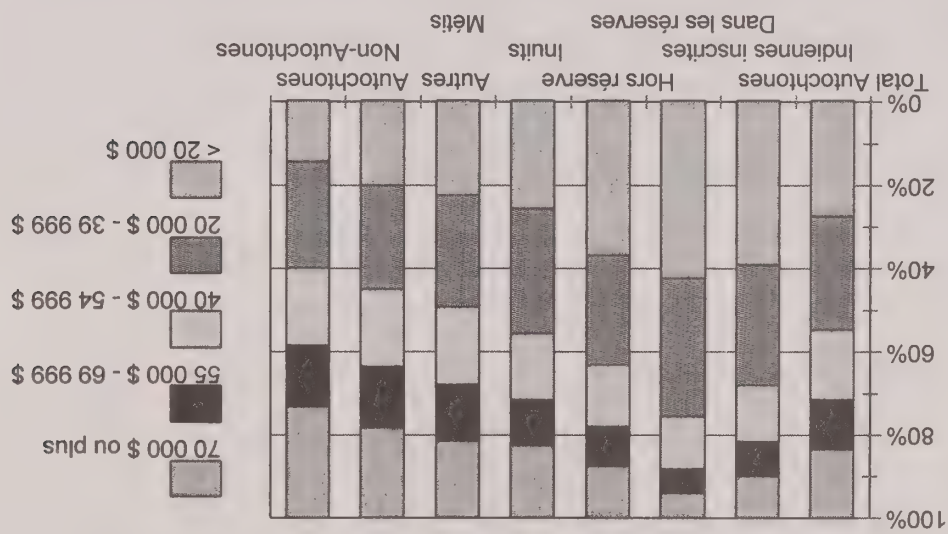 100%
80%
60%
40%
20%
0%
70 000 $ ou plus
55 000 $ - 69 999 $
40 000 $ - 54 999 $
20 000 $ - 39 999 $
< 20 000 $
Total Autochtones Hors réserve Autres Autochtones
Indiennes inscrites Inuits Non-Autochtones
Dans les réserves Métis